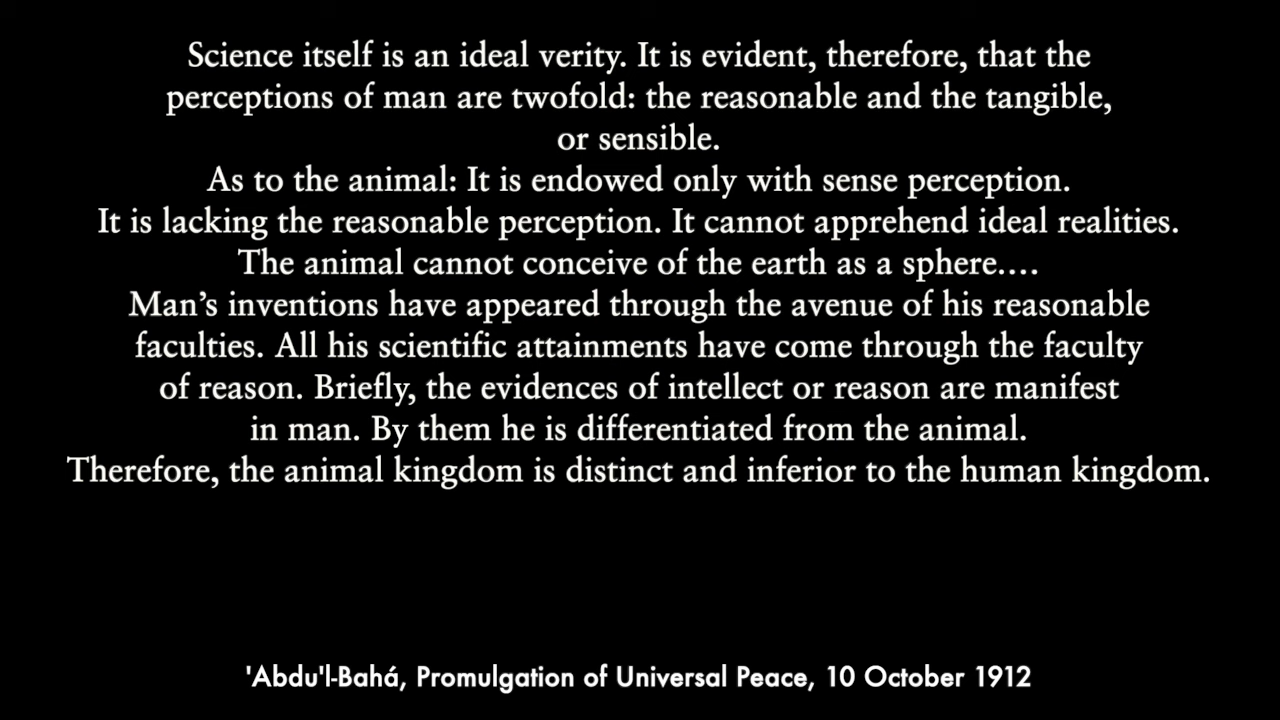 Science itself is an ideal verity. It is evident, therefore, that the
perceptions of man are twofold: the reasonable and the tangible,
or sensible.
As to the animal: It is endowed only with sense perception.
It is lacking the reasonable perception. It cannot apprehend ideal realities.
The animal cannot conceive of the earth as a sphere....
Man’s inventions have appeared through the avenue of his reasonable
faculties. All his scientific attainments have come through the faculty
of reason. Briefly, the evidences of intellect or reason are manifest
in man. By them he is differentiated from the animal.
Therefore, the animal kingdom is distinct and inferior to the human kingdom.
'Abdu'l-Bahá, Promulgation of Universal Peace, 10 October 1912